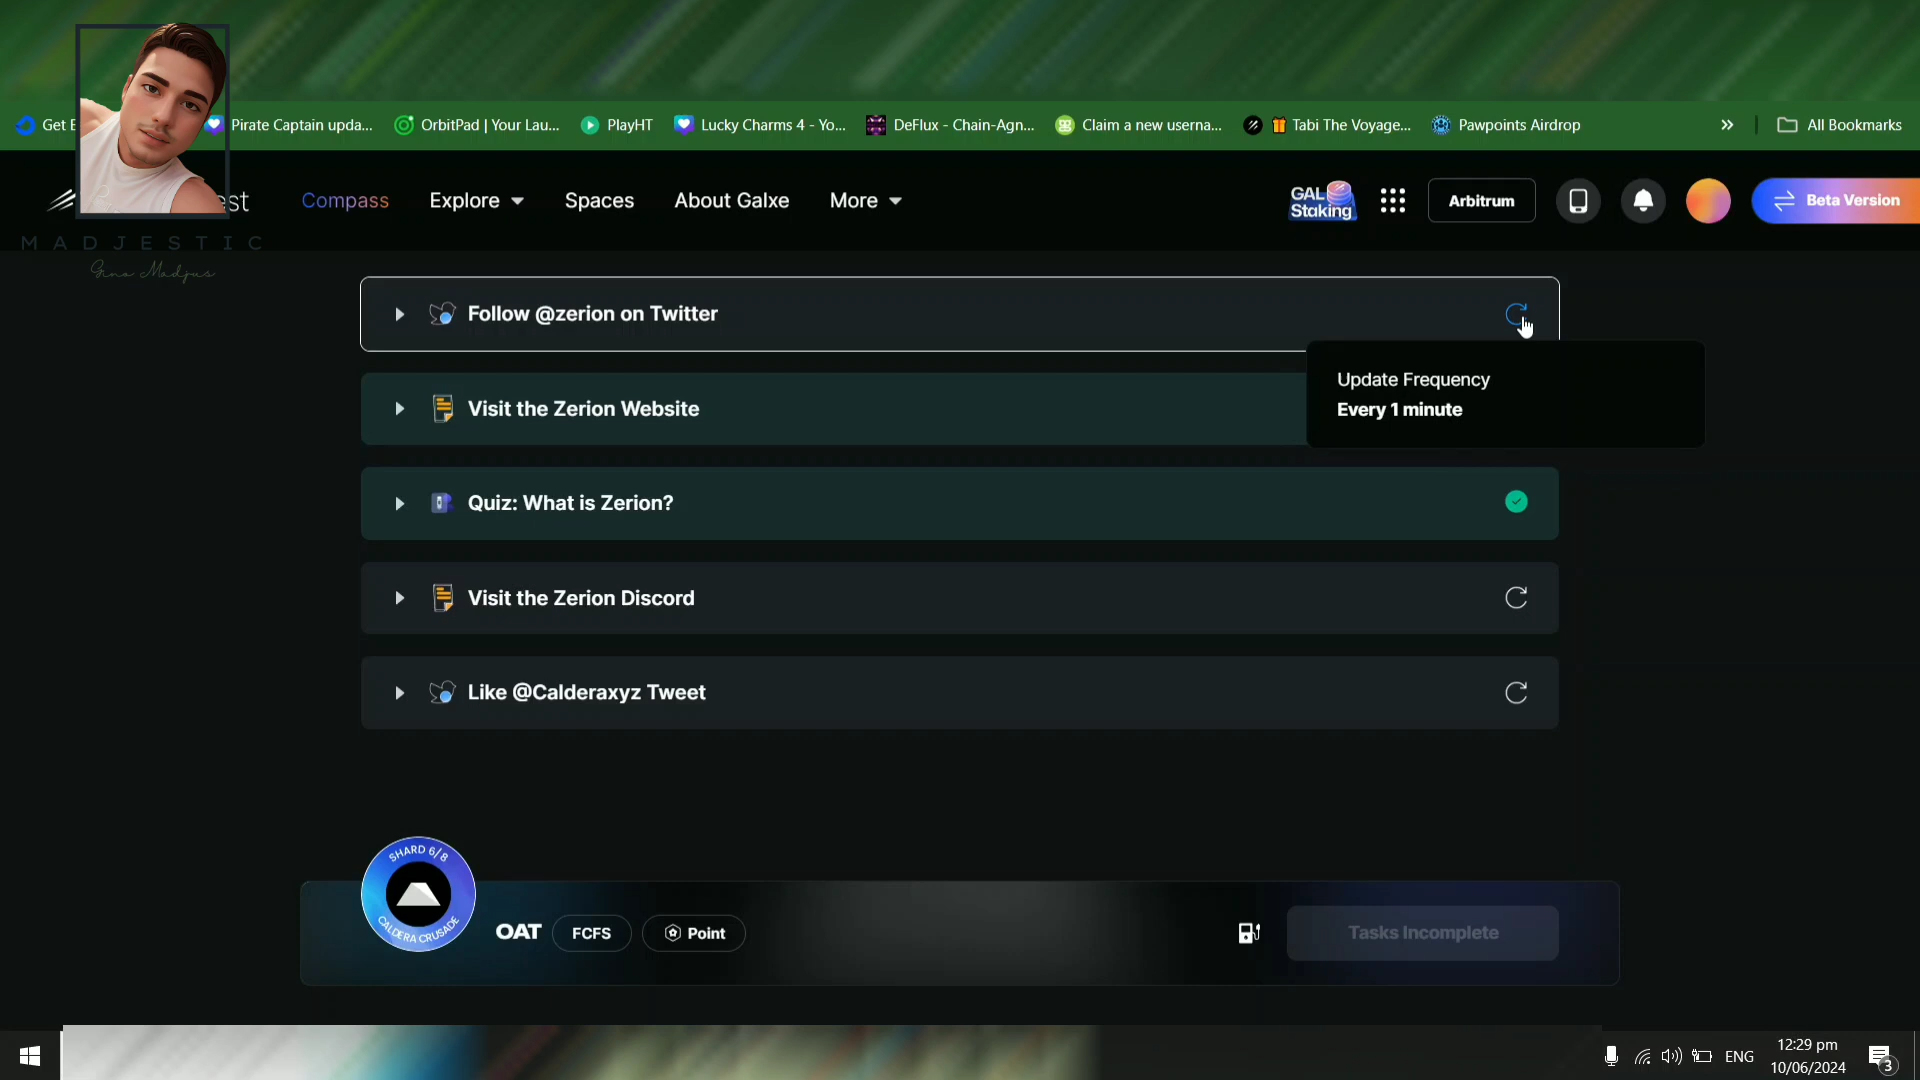 Get
Pirate Captain upda...
OrbitPad | Your Lau...
PlayHT
Lucky Charms 4 - Yo...
DeFlux - Chain-Agn...
Claim a new userna...
Tabi The Voyage...
Pawpoints Airdrop
»
All Bookmarks
est
Compass
Explore
Spaces
About Galxe
More
GAL
Staking
Arbitrum
Beta Version
MADJESTIC
Gino Madjus
Follow @zerion on Twitter
Update Frequency
Every 1 minute
Visit the Zerion Website
Quiz: What is Zerion?
Visit the Zerion Discord
Like @Calderaxyz Tweet
SHARD 6/8
CALDERA CRUSADE
OAT
FCFS
Point
Tasks Incomplete
ENG
12:29 pm
10/06/2024
3